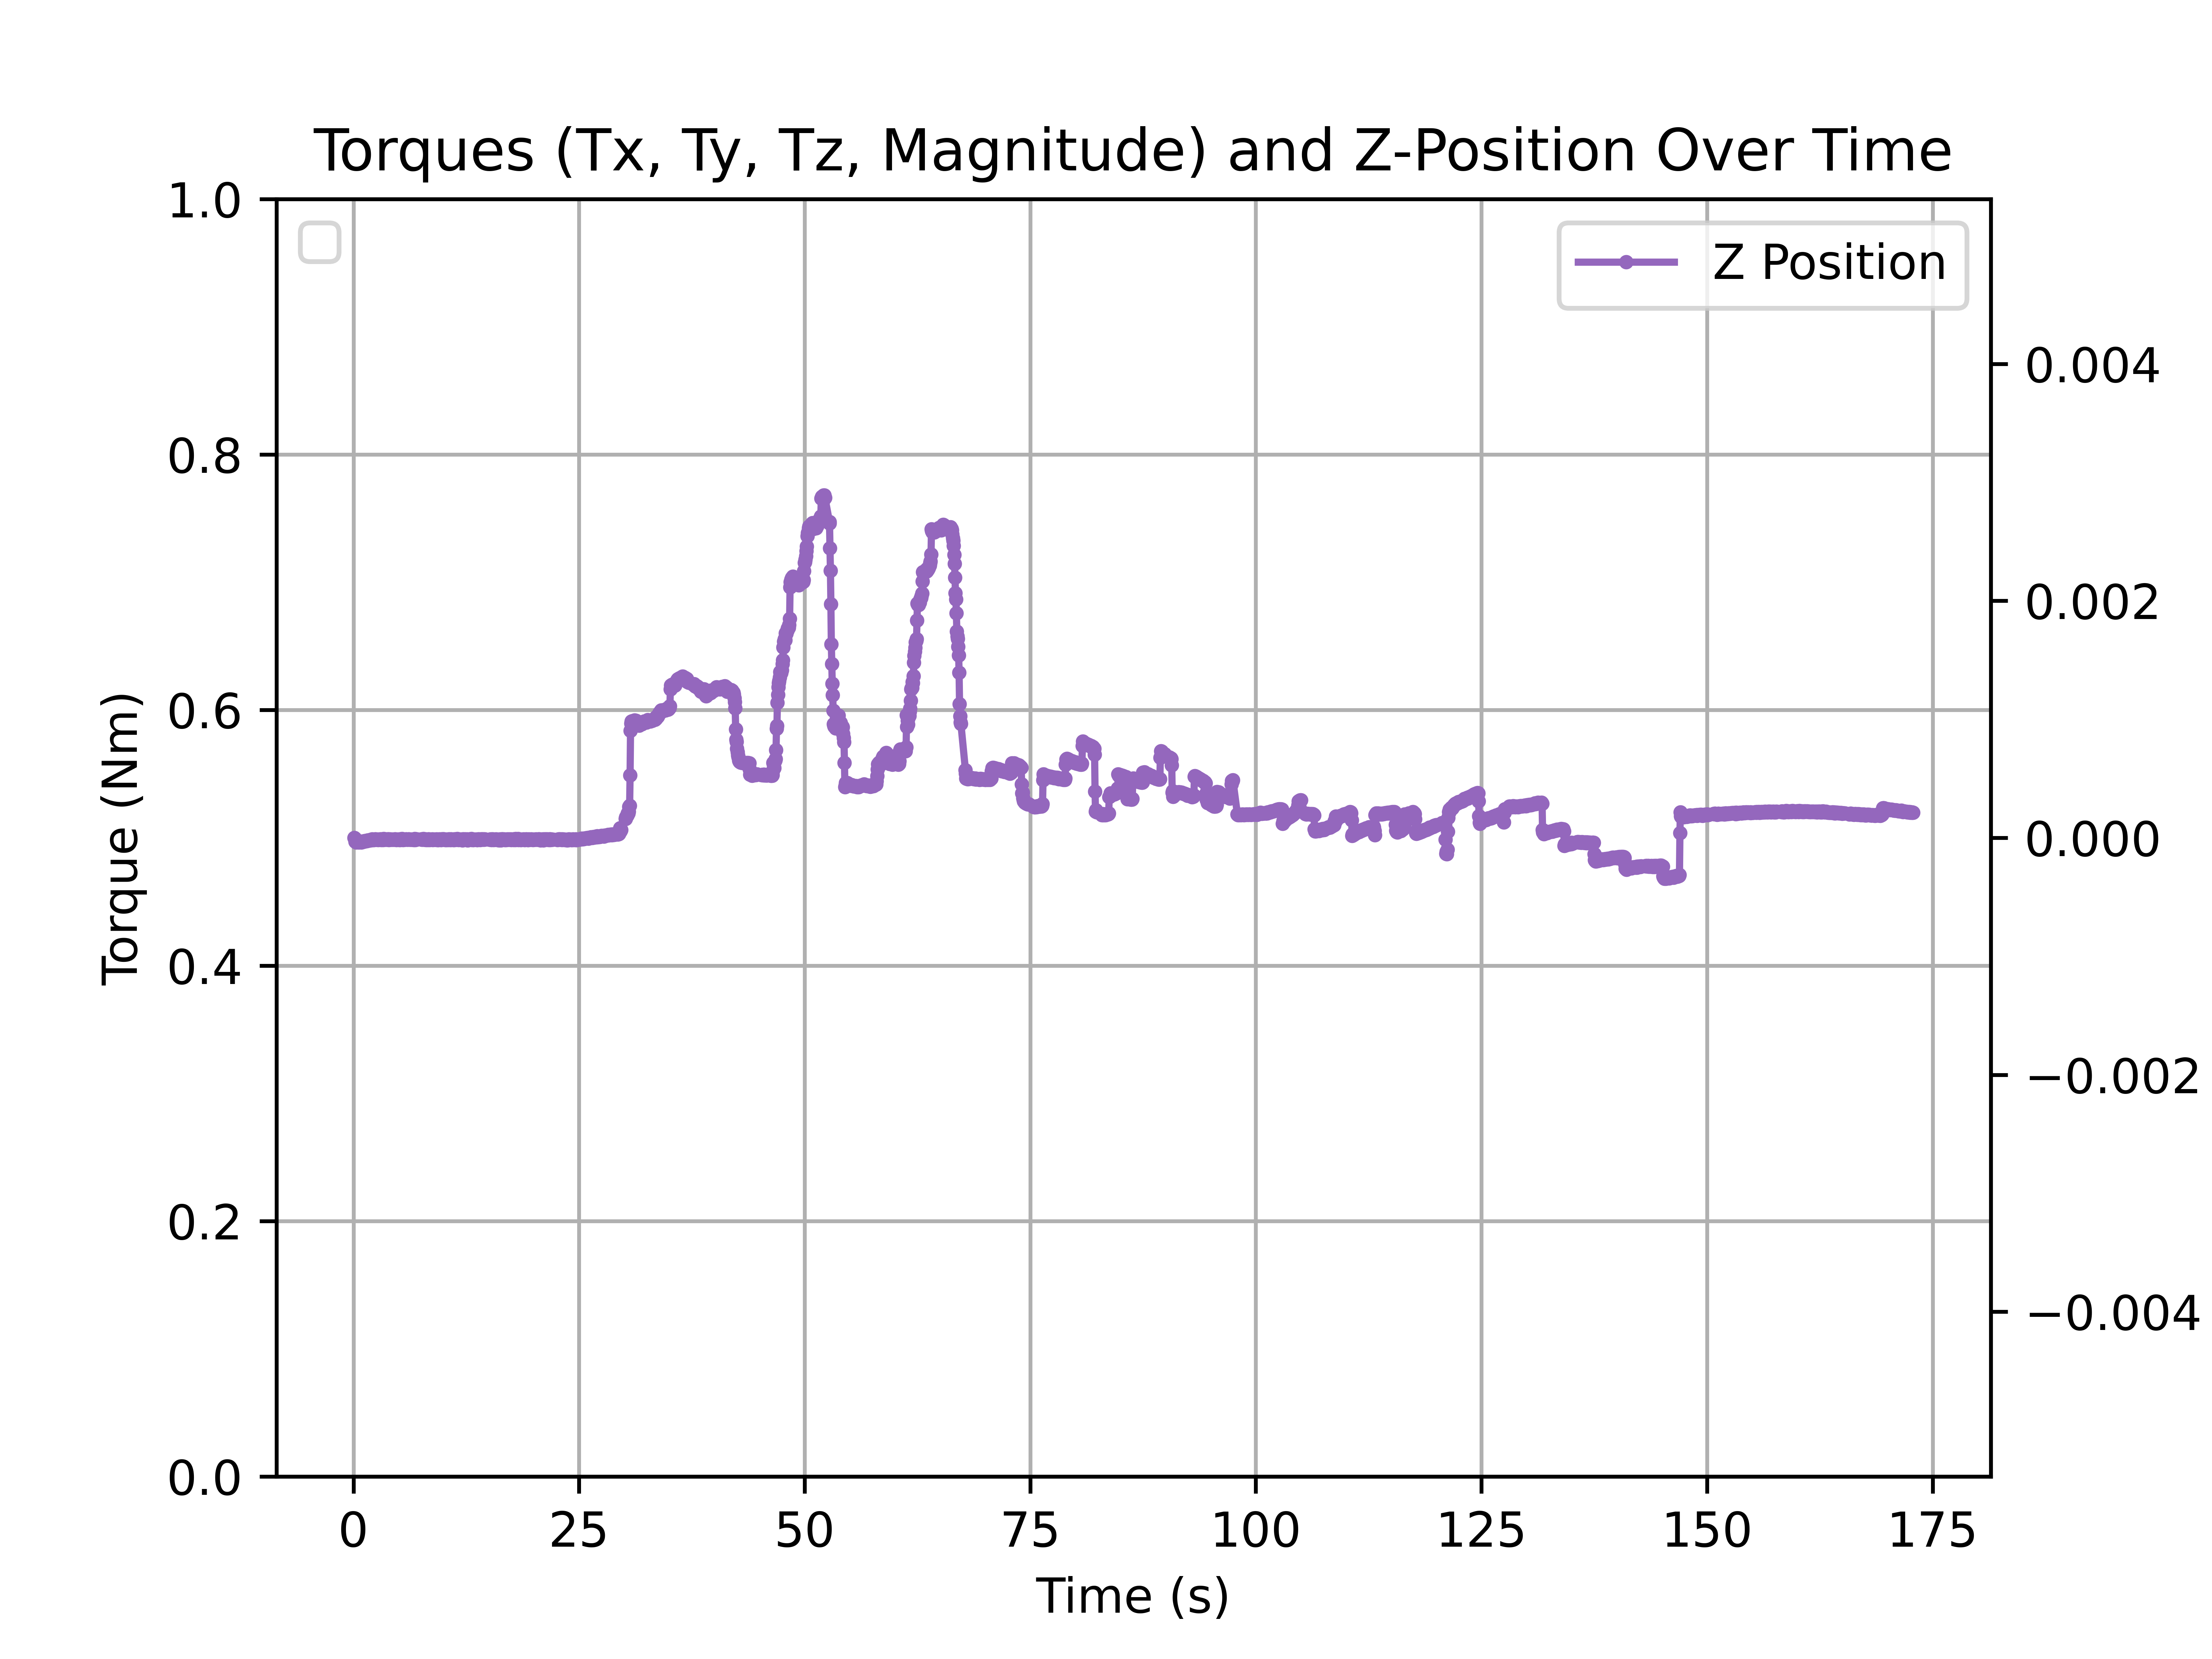 Torques (Tx, Ty, Tz, Magnitude) and Z-Position Over Time
1.0
0.8
0.6
0.4
0.2
0.0
Torque (Nm)
Z Position
0.004
0.002
0.000
−0.002
−0.004
0 25 50 75 100 125 150 175
Time (s)